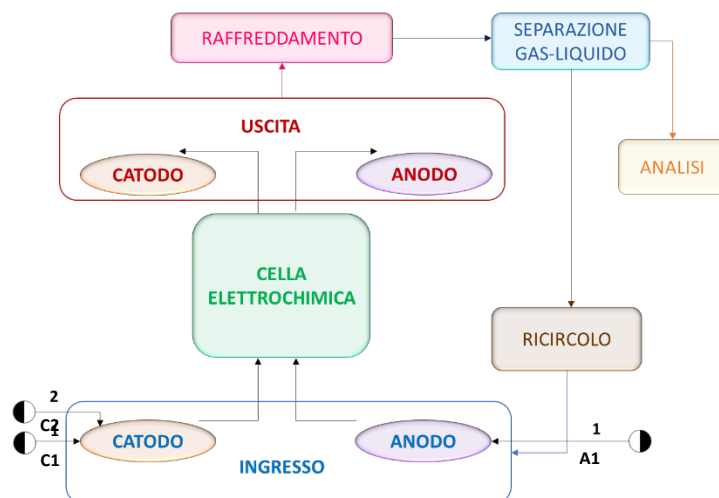 RAFFREDDAMENTO
SEPARAZIONE
GAS-LIQUIDO
USCITA
CATODO
ANODO
ANALISI
CELLA
ELETTROCHIMICA
RICIRCOLO
2
C2
1
C1
CATODO
ANODO
1
A1
INGRESSO